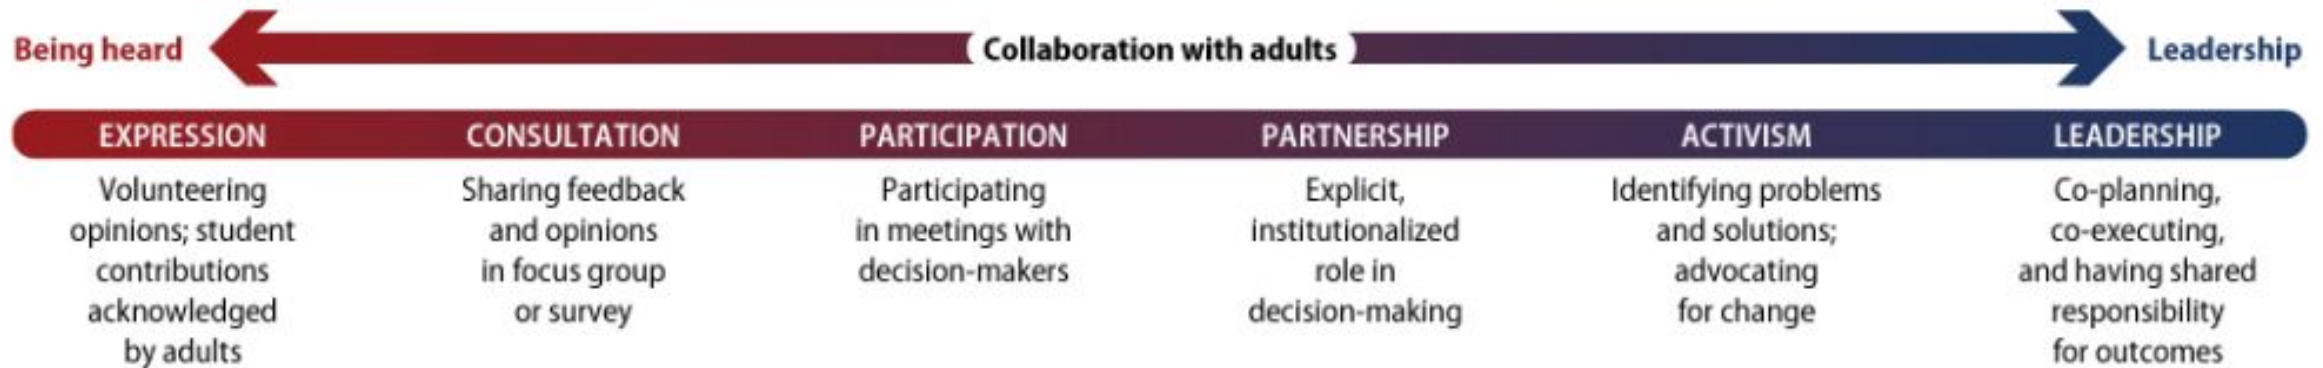 Being heard
Collaboration with adults
Leadership
EXPRESSION
Volunteering
opinions; student
contributions
acknowledged
by adults
CONSULTATION
Sharing feedback
and opinions
in focus group
or survey
PARTICIPATION
Participating
in meetings with
decision-makers
PARTNERSHIP
Explicit,
institutionalized
role in
decision-making
ACTIVISM
Identifying problems
and solutions;
advocating
for change
LEADERSHIP
Co-planning,
co-executing,
and having shared
responsibility
for outcomes